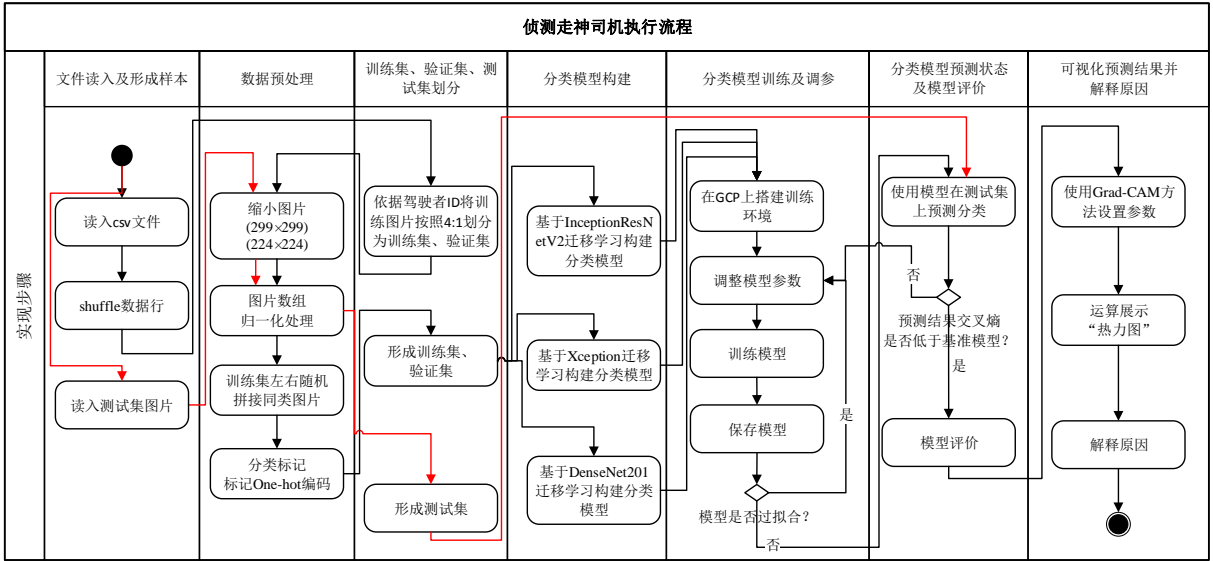 侦测走神司机执行流程
文件读入及形成样本
数据预处理
训练集、验证集、测
试集划分
分类模型构建
分类模型训练及调参
分类模型预测状态
及模型评价
可视化预测结果并
解释原因
实现步骤
读入csv文件
shuffle数据行
读入测试集图片
缩小图片
(299×299)
(224×224)
图片数组
归一化处理
训练集左右随机
拼接同类图片
分类标记
标记One-hot编码
依据驾驶者ID将训
练图片按照4:1划分
为训练集、验证集
形成训练集、
验证集
形成测试集
基于InceptionResN
etV2迁移学习构建
分类模型
基于Xception迁移
学习构建分类模型
基于DenseNet201
迁移学习构建分类
模型
在GCP上搭建训练
环境
调整模型参数
训练模型
保存模型
模型是否过拟合？
是
否
使用模型在测试集
上预测分类
否
预测结果交叉熵
是否低于基准模型？
是
模型评价
使用Grad-CAM方
法设置参数
运算展示
“热力图”
解释原因